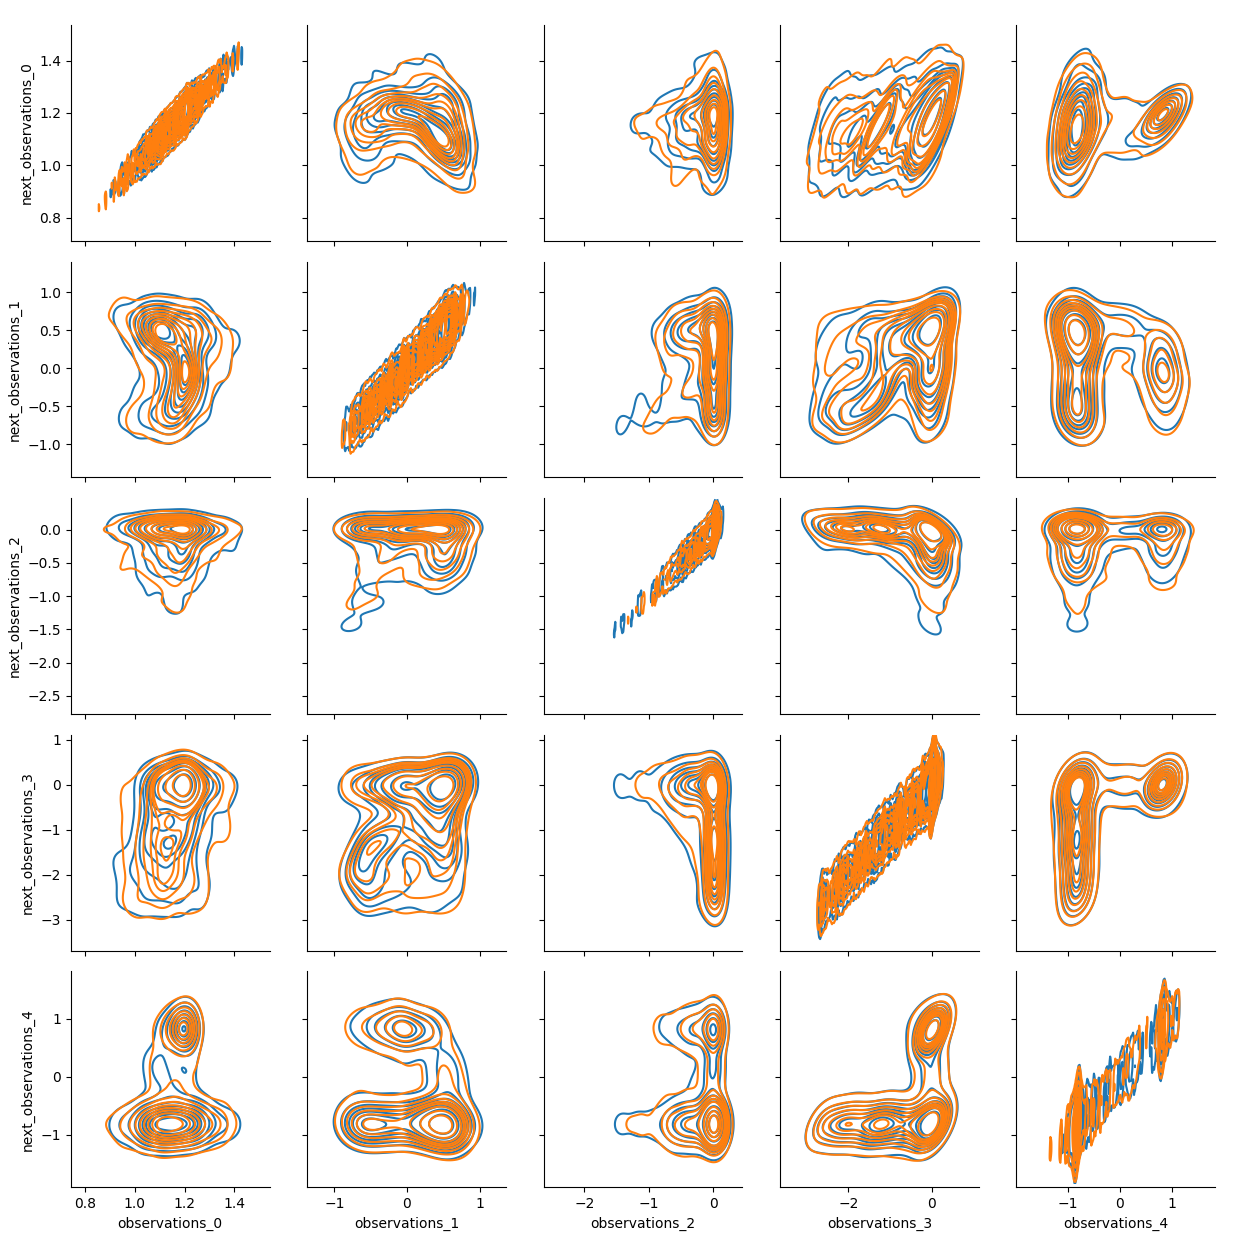 next_observations_0
1.4
1.2
1.0
0.8
next_observations_1
1.0
0.5
0.0
−0.5
−1.0
next_observations_2
0.0
−0.5
−1.0
−1.5
−2.0
−2.5
next_observations_3
1
0
−1
−2
−3
next_observations_4
1
0
−1
0.8 1.0 1.2 1.4
−1 0 1
−2 −1 0
−2 0
−1 0 1
observations_0
observations_1
observations_2
observations_3
observations_4